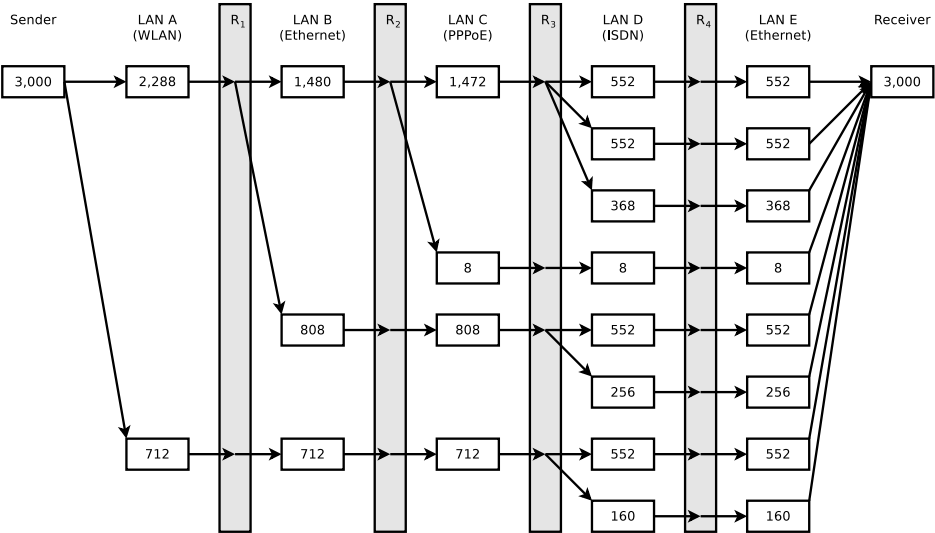 Sender LAN A R1 LAN B R2 LAN C R3 LAN D R4 LAN E Receiver
(WLAN) (Ethernet) (PPPoE) (ISDN) (Ethernet)
3,000 2,288 1,480 1,472 552 552 3,000
552 552
368 368
8 8 8
808 808 552 552
256 256
712 712 712 552 552
160 160